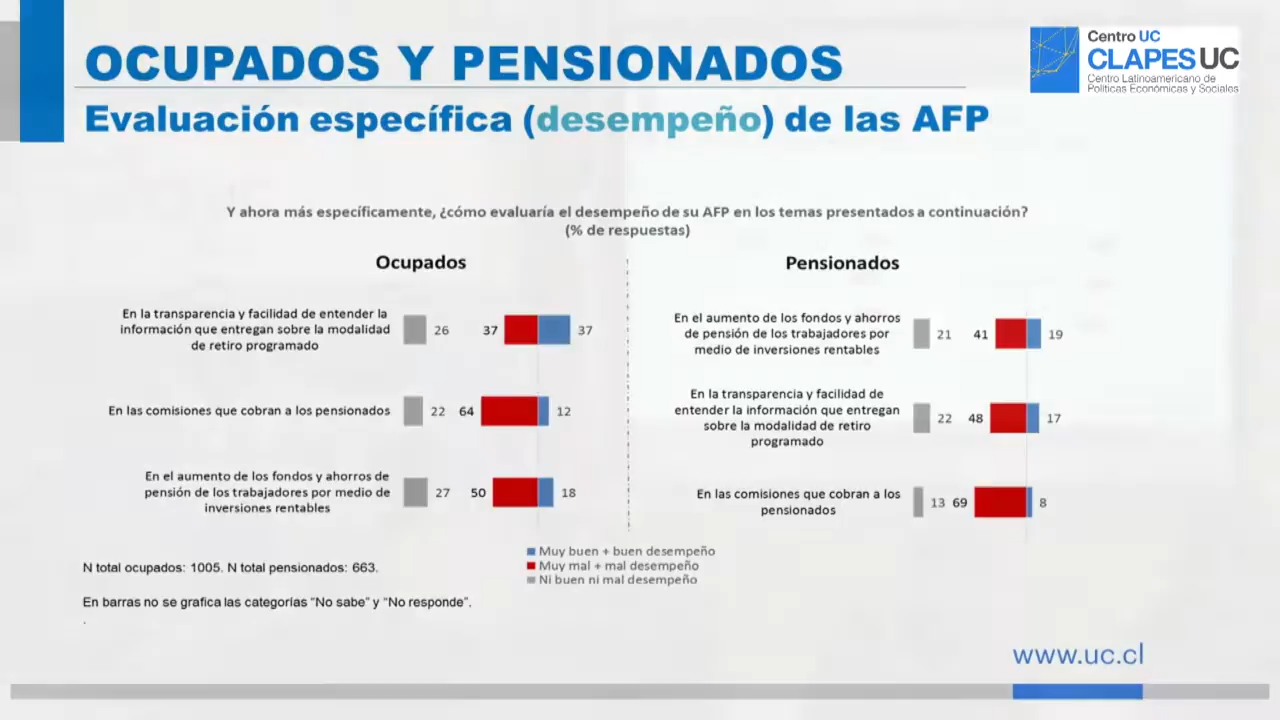 OCUPADOS Y PENSIONADOS
Centro UC
CLAPES UC
Centro Latinoamericano de
Políticas Económicas y Sociales
Evaluación específica (desempeño) de las AFP
Y ahora más específicamente, ¿cómo evaluaría el desempeño de su AFP en los temas presentados a continuación?
(% de respuestas)
Ocupados
En la transparencia y facilidad de entender la
información que entregan sobre la modalidad
de retiro programado
26 37 37
En las comisiones que cobran a los pensionados
22 64 12
En el aumento de los fondos y ahorros de
pensión de los trabajadores por medio de
inversiones rentables
27 50 18
Pensionados
En el aumento de los fondos y ahorros
de pensión de los trabajadores por
medio de inversiones rentables
21 41 19
En la transparencia y facilidad de
entender la información que entregan
sobre la modalidad de retiro
programado
22 48 17
En las comisiones que cobran a los
pensionados
13 69 8
Muy buen + buen desempeño
Muy mal + mal desempeño
Ni buen ni mal desempeño
N total ocupados: 1005. N total pensionados: 663.
En barras no se grafica las categorías “No sabe” y “No responde”.
.
www.uc.cl